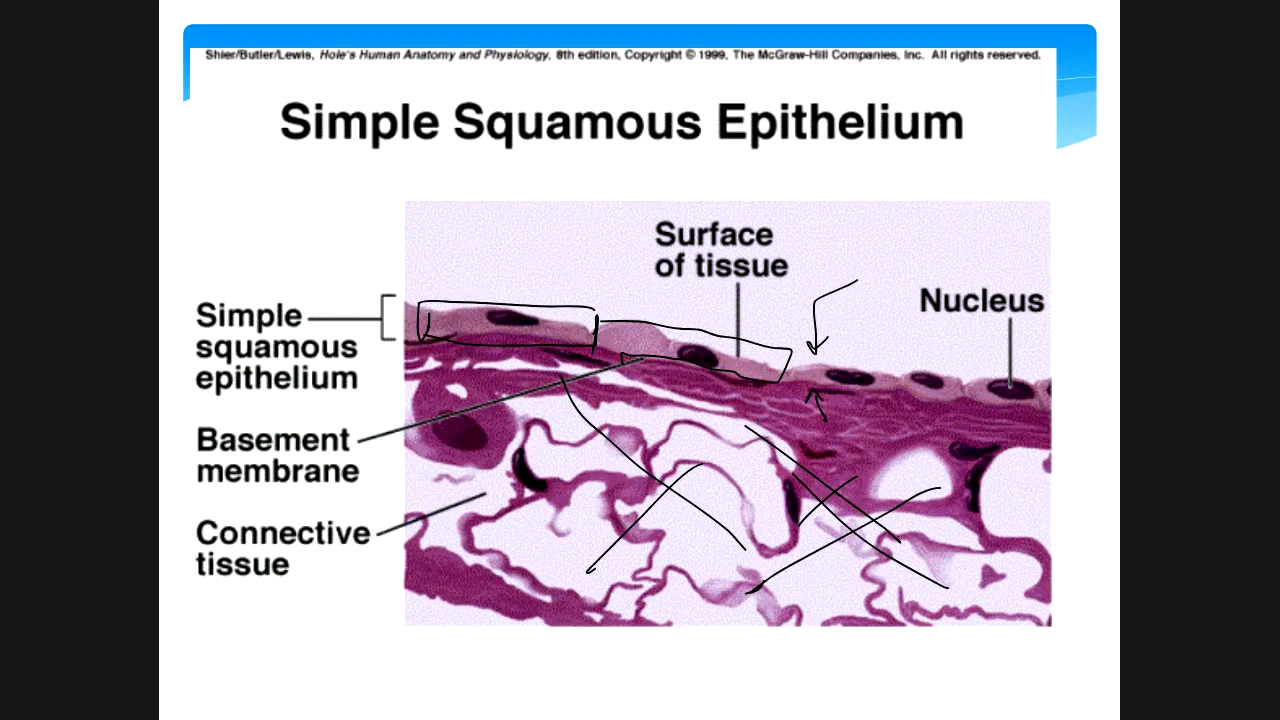 Shier/Butler/Lewis, Hole's Human Anatomy and Physiology, 8th edition, Copyright © 1999, The McGraw-Hill Companies, Inc. All rights reserved.
Simple Squamous Epithelium
Surface
of tissue
Nucleus
Simple
squamous
epithelium
Basement
membrane
Connective
tissue